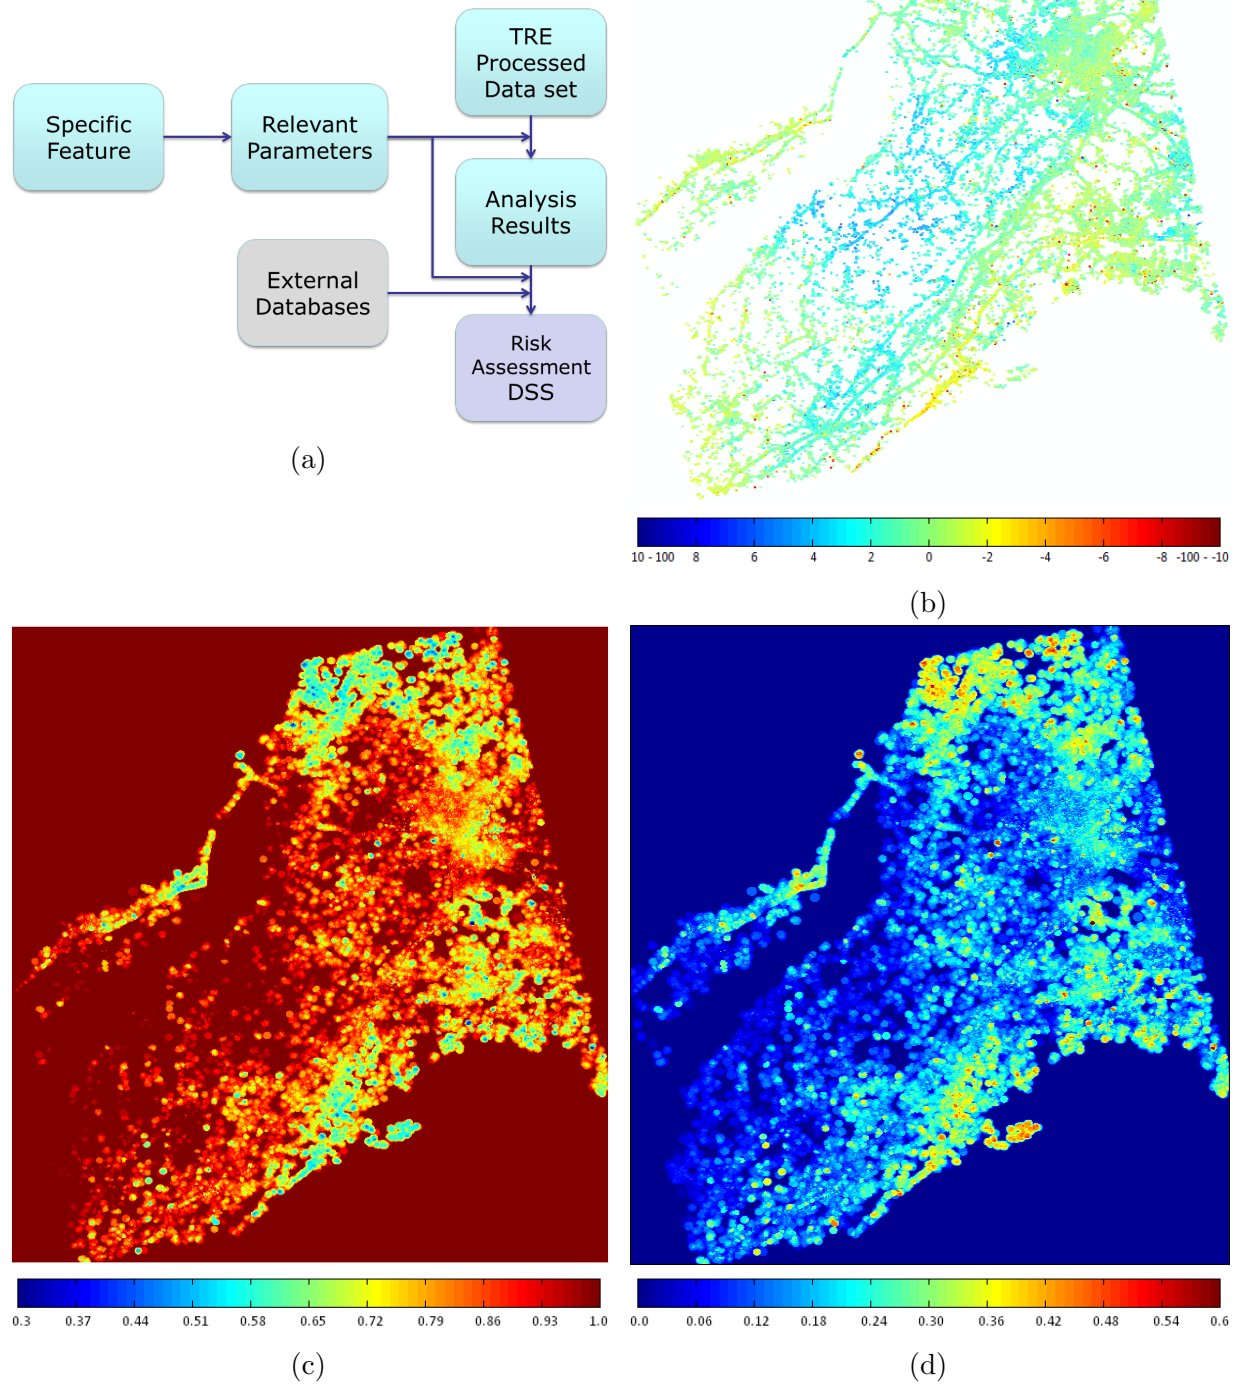 TRE
Processed
Data set
Specific
Feature
Relevant
Parameters
Analysis
Results
External
Databases
Risk
Assessment
DSS
(a)
10 - 100 8 6 4 2 0 -2 -4 -6 -8 -100 - -10
(b)
0.3 0.37 0.44 0.51 0.58 0.65 0.72 0.79 0.86 0.93 1.0
(c)
0.0 0.06 0.12 0.18 0.24 0.30 0.36 0.42 0.48 0.54 0.6
(d)